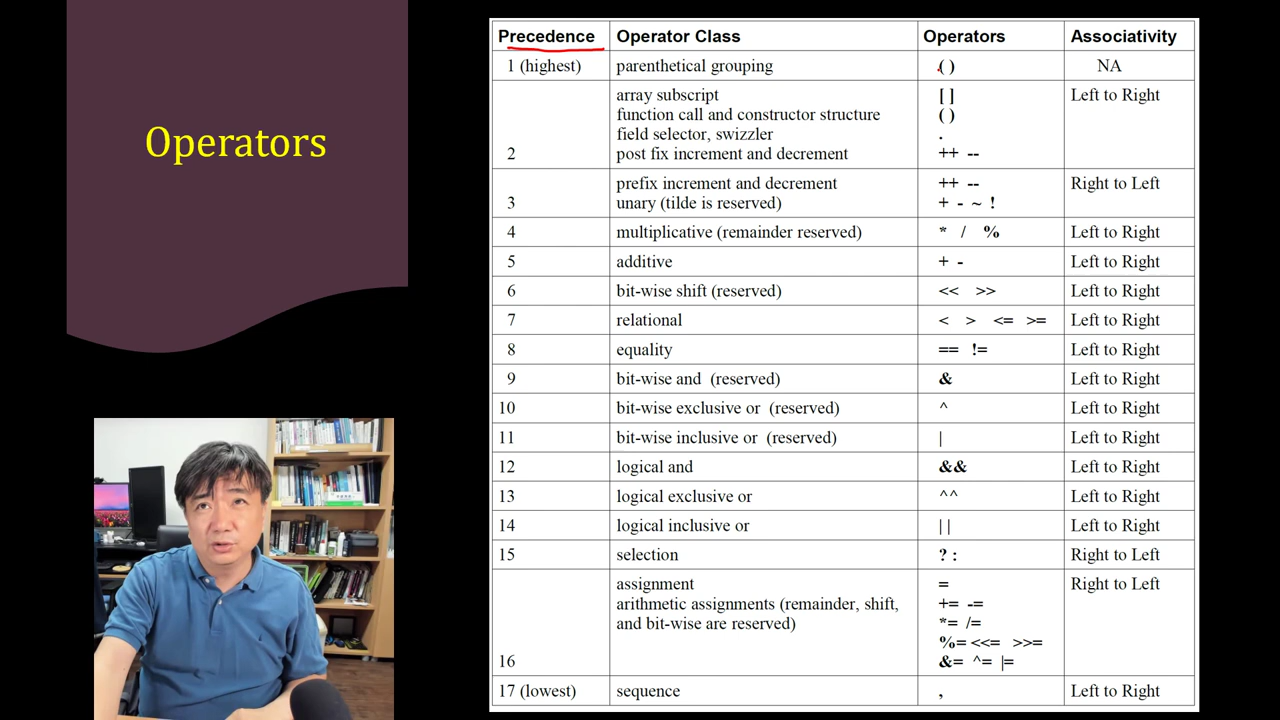 Operators
Precedence Operator Class Operators Associativity
1 (highest) parenthetical grouping ( ) NA
array subscript [ ] Left to Right
function call and constructor structure ( )
field selector, swizzler .
2 post fix increment and decrement ++ --
prefix increment and decrement ++ -- Right to Left
3 unary (tilde is reserved) + - ~ !
4 multiplicative (remainder reserved) * / % Left to Right
5 additive + - Left to Right
6 bit-wise shift (reserved) << >> Left to Right
7 relational < > <= >= Left to Right
8 equality == != Left to Right
9 bit-wise and (reserved) & Left to Right
10 bit-wise exclusive or (reserved) ^ Left to Right
11 bit-wise inclusive or (reserved) | Left to Right
12 logical and && Left to Right
13 logical exclusive or ^^ Left to Right
14 logical inclusive or | | Left to Right
15 selection ? : Right to Left
assignment = Right to Left
arithmetic assignments (remainder, shift, += -=
and bit-wise are reserved) *= /=
%= <<= >>=
16 &= ^= |=
17 (lowest) sequence , Left to Right